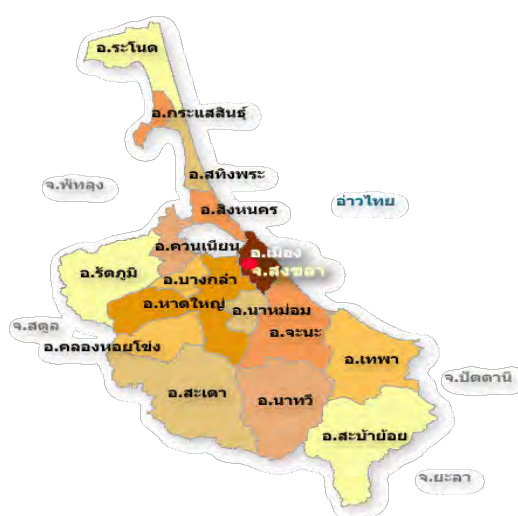 อ.ระโนด
อ.กระแสสินธุ์
อ.สทิงพระ
จ.พัทลุง
อ.สิงหนคร
อ่าวไทย
อ.ควนเนียน
อ.เมือง
จ.สงขลา
อ.รัตภูมิ
อ.บางกล่ำ
อ.หาดใหญ่
อ.นาหม่อม
จ.สตูล
อ.จะนะ
อ.คลองหอยโข่ง
อ.เทพา
จ.ปัตตานี
อ.สะเดา
อ.นาทวี
อ.สะบ้าย้อย
จ.ยะลา